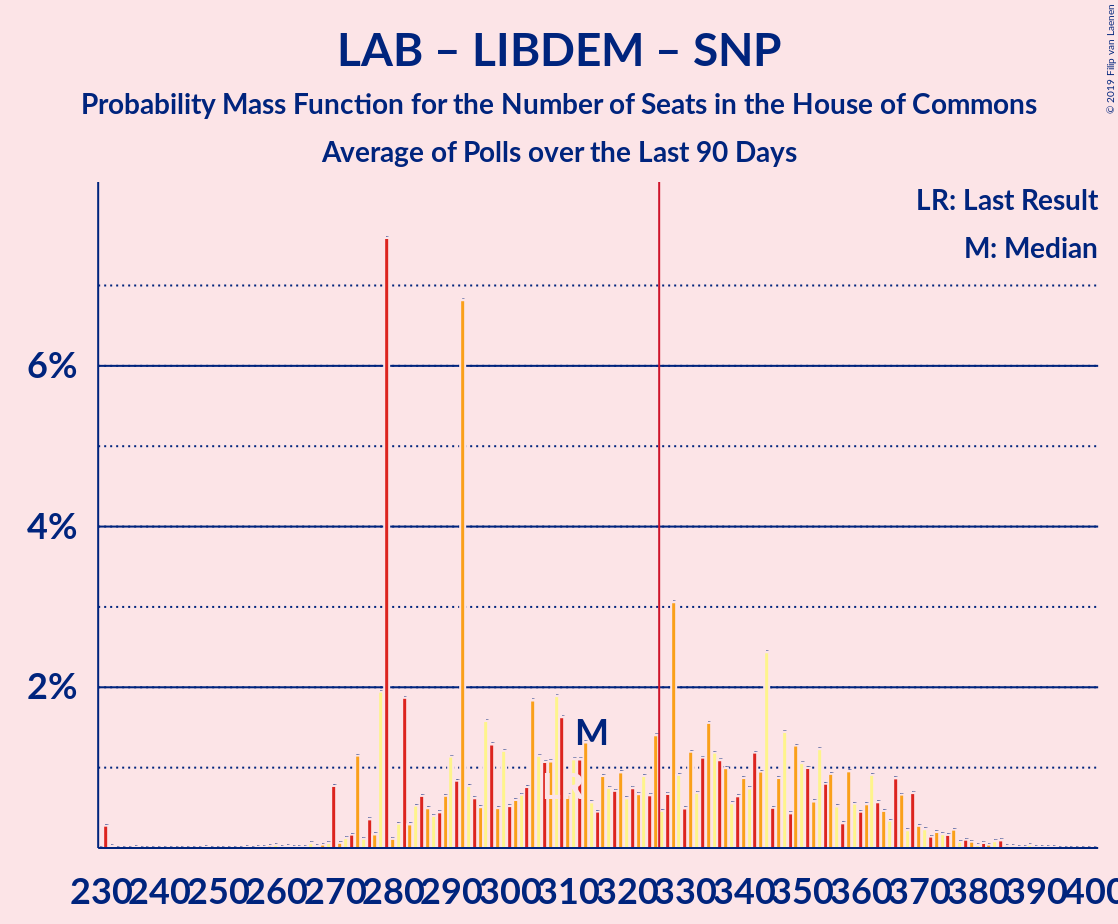 LAB – LIBDEM – SNP
Probability Mass Function for the Number of Seats in the House of Commons
Average of Polls over the Last 90 Days
© 2019 Filip van Laenen
LR: Last Result
M: Median
6%
4%
2%
M
LR
230 240 250 260 270 280 290 300 310 320 330 340 350 360 370 380 390 400